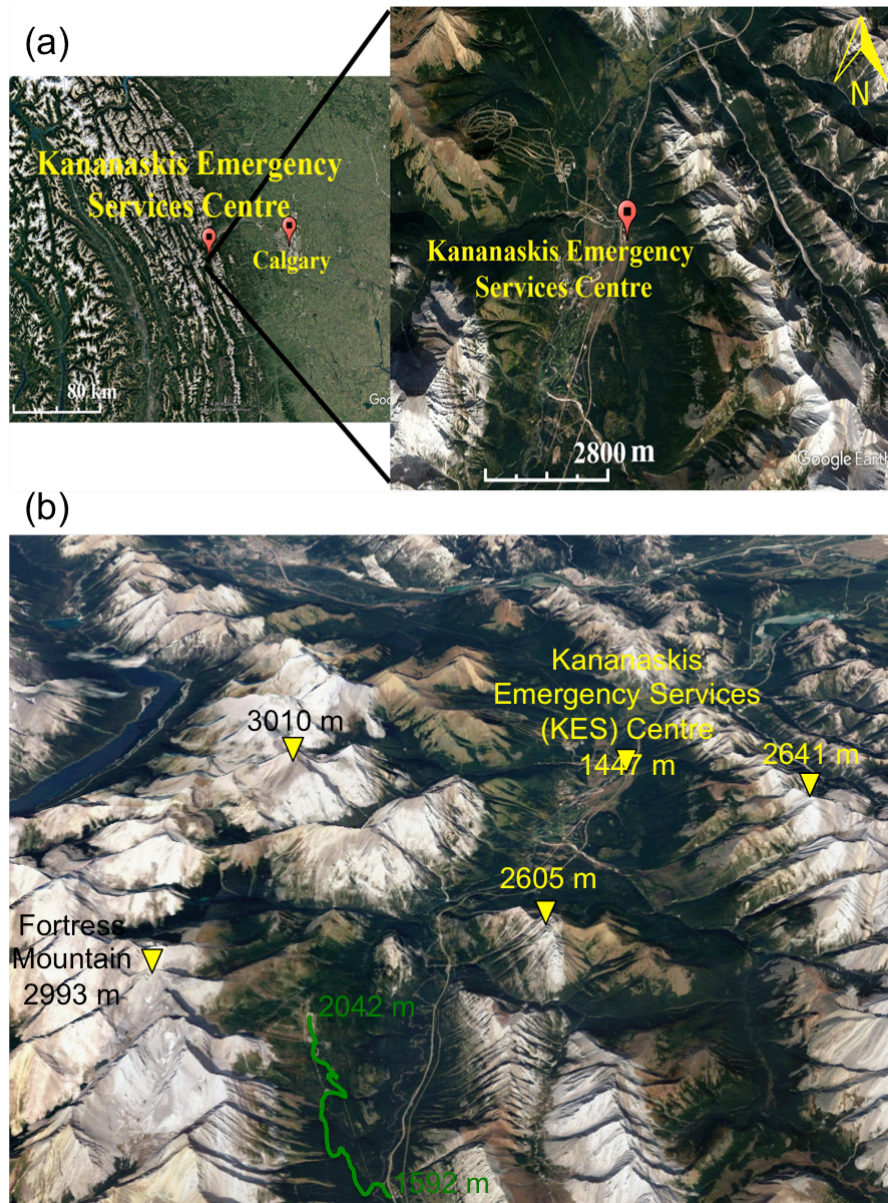 (a)
Kananaskis Emergency
Services Centre
Calgary
80 km
Goo
N
Kananaskis Emergency
Services Centre
2800 m
Google Earth
(b)
Kananaskis
Emergency Services
(KES) Centre
1447 m
3010 m
2641 m
2605 m
Fortress
Mountain
2993 m
2042 m
1592 m